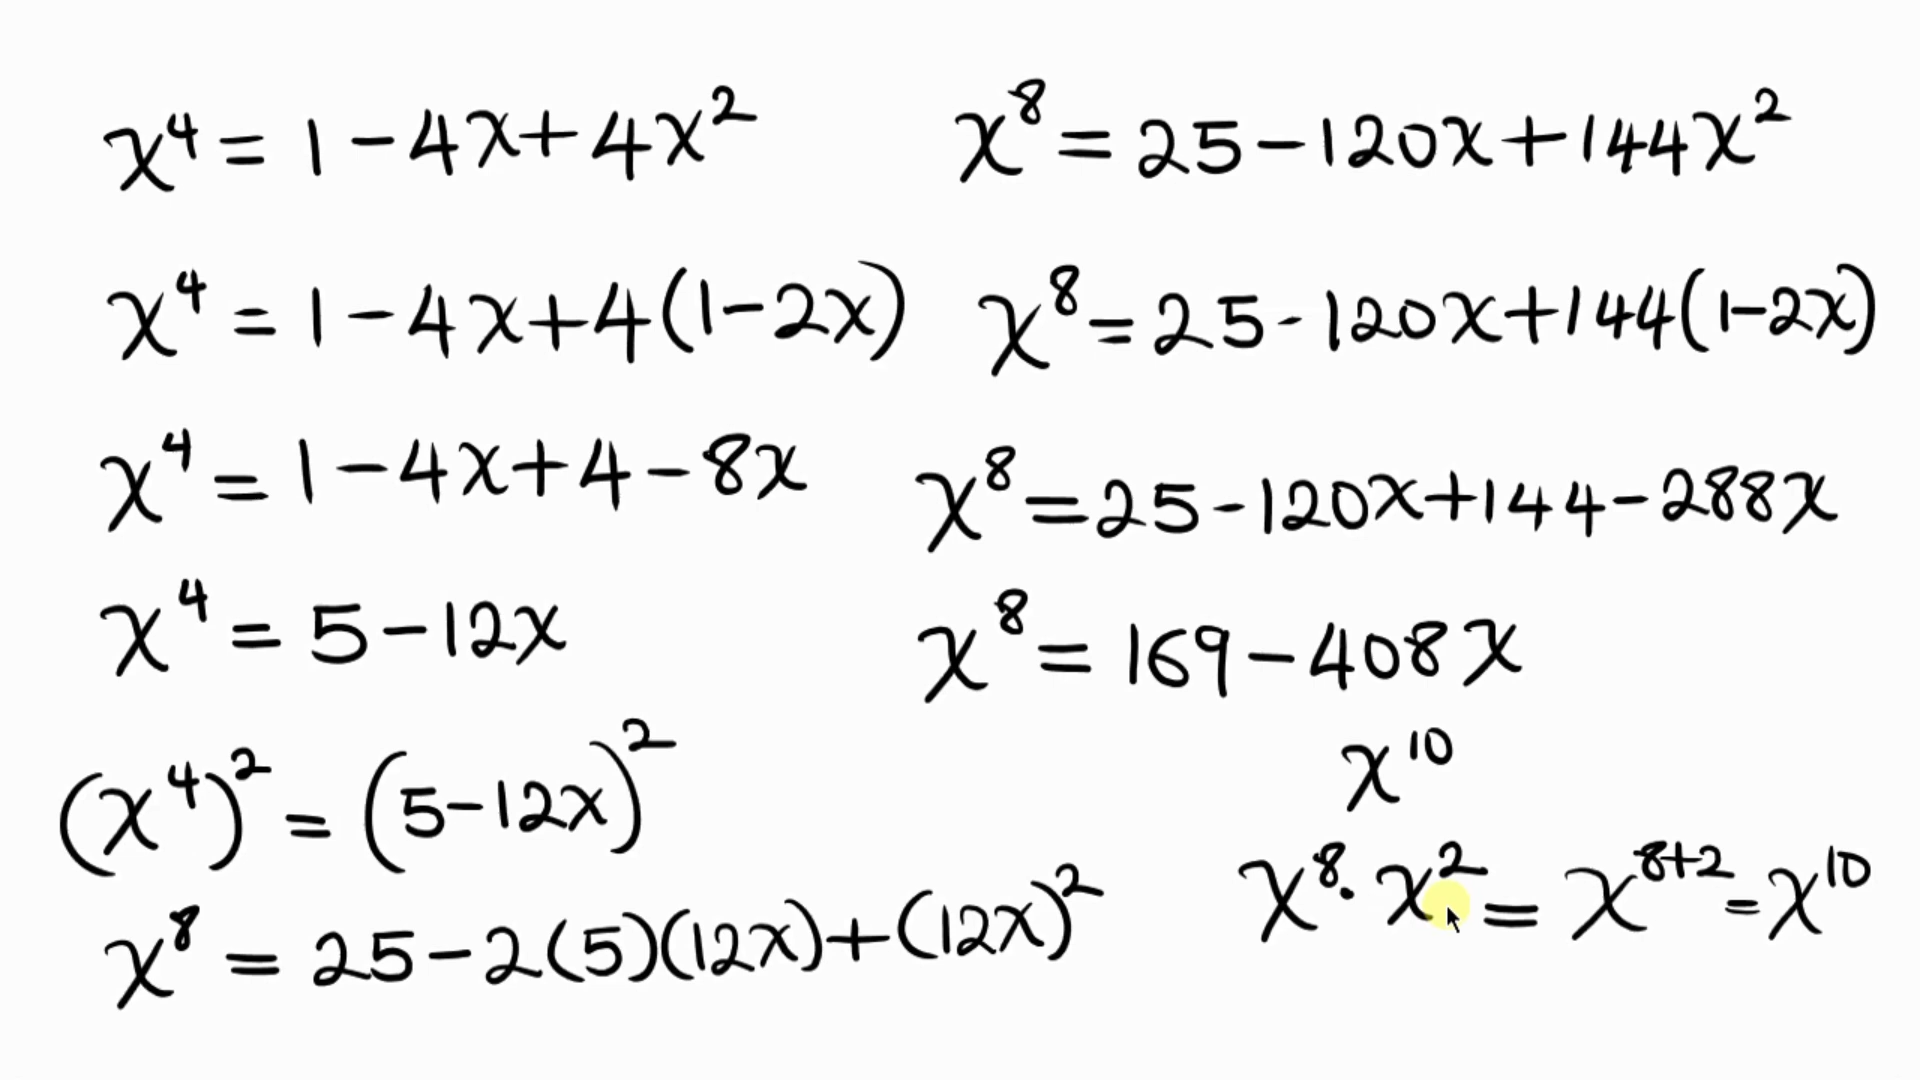 x⁴ = 1 - 4x + 4x²
x⁴ = 1 - 4x + 4(1 - 2x)
x⁴ = 1 - 4x + 4 - 8x
x⁴ = 5 - 12x
(x⁴)² = (5 - 12x)²
x⁸ = 25 - 2(5)(12x) + (12x)²
x⁸ = 25 - 120x + 144x²
x⁸ = 25 - 120x + 144(1 - 2x)
x⁸ = 25 - 120x + 144 - 288x
x⁸ = 169 - 408x
x¹⁰
x⁸ · x² = x⁸⁺² = x¹⁰